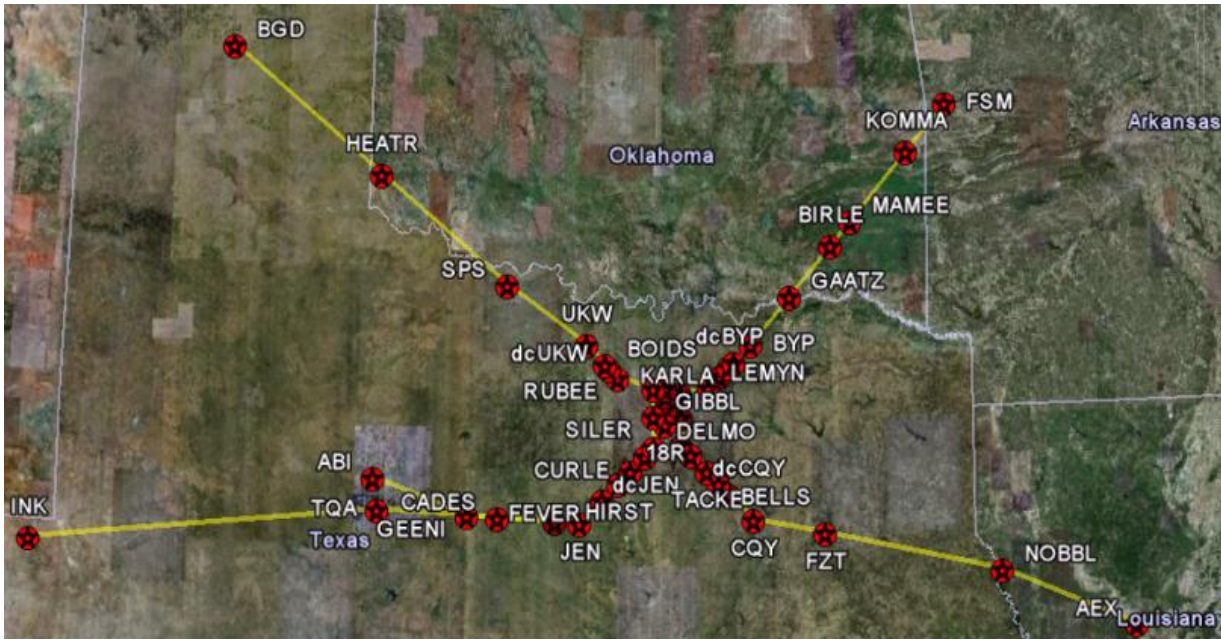 BGD
FSM
KOMMA
Arkansas
HEATR
Oklahoma
MAMEE
BIRLE
SPS
GAATZ
UKW
dcBYP
BYP
BOIDS
dcUKW
LEMYN
KARLA
RUBEE
GIBBL
SILER
DELMO
18R
ABI
CURLE
dcCQY
dcJEN
INK
TQA
CADES
TACKE
BELLS
GEENI
FEVER
HIRST
Texas
JEN
CQY
FZT
NOBBL
AEX
Louisiana